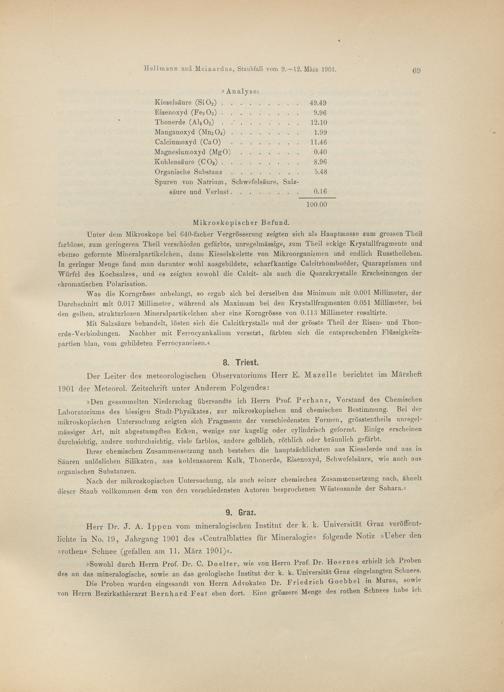 Hellmann und Meinardus, Staubfall vom 9.—12. März 1901. 69
»Analyse:
Kieselsäure (SiO₂) . . . . . . . . 49.49
Eisenoxyd (Fe₂O₃) . . . . . . . . 9.96
Thonerde (Al₂O₃) . . . . . . . . 12.10
Manganoxyd (Mn₃O₄) . . . . . . . 1.99
Calciumoxyd (CaO) . . . . . . . 11.46
Magnesiumoxyd (MgO) . . . . . . 0.40
Kohlensäure (CO₂) . . . . . . . . 8.96
Organische Substanz . . . . . . . 5.48
Spuren von Natrium, Schwefelsäure, Salz-
säure und Verlust . . . . . . . 0.16
100.00
Mikroskopischer Befund.
Unter dem Mikroskope bei 640-facher Vergrösserung zeigten sich als Hauptmasse zum grossen Theil
farblose, zum geringeren Theil verschieden gefärbte, unregelmässige, zum Theil eckige Krystallfragmente und
ebenso geformte Mineralpartikelchen, dann Kieselskelette von Mikroorganismen und endlich Russtheilchen.
In geringer Menge fand man darunter wohl ausgebildete, scharfkantige Calcitrhomboëder, Quarzprismen und
Würfel des Kochsalzes, und es zeigten sowohl die Calcit- als auch die Quarzkrystalle Erscheinungen der
chromatischen Polarisation.
Was die Korngrösse anbelangt, so ergab sich bei derselben das Minimum mit 0.001 Millimeter, der
Durchschnitt mit 0.017 Millimeter, während als Maximum bei den Krystallfragmenten 0.051 Millimeter, bei
den gelben, strukturlosen Mineralpartikelchen aber eine Korngrösse von 0.113 Millimeter resultirte.
Mit Salzsäure behandelt, lösten sich die Calcitkrystalle und der grösste Theil der Eisen- und Thon-
erde-Verbindungen. Nachher mit Ferrocyankalium versetzt, färbten sich die entsprechenden Flüssigkeits-
partien blau, vom gebildeten Ferrocyaneisen.«
8. Triest.
Der Leiter des meteorologischen Observatoriums Herr E. Mazelle berichtet im Märzheft
1901 der Meteorol. Zeitschrift unter Anderem Folgendes:
»Den gesammelten Niederschlag übersandte ich Herrn Prof. Perhanz, Vorstand des Chemischen
Laboratoriums des hiesigen Stadt-Physikates, zur mikroskopischen und chemischen Bestimmung. Bei der
mikroskopischen Untersuchung zeigten sich Fragmente der verschiedensten Formen, grösstentheils unregel-
mässiger Art, mit abgestumpften Ecken, wenige nur kugelig oder cylindrisch geformt. Einige erscheinen
durchsichtig, andere undurchsichtig, viele farblos, andere gelblich, röthlich oder bräunlich gefärbt.
Ihrer chemischen Zusammensetzung nach bestehen die hauptsächlichsten aus Kieselerde und aus in
Säuren unlöslichen Silikaten, aus kohlensaurem Kalk, Thonerde, Eisenoxyd, Schwefelsäure, wie auch aus
organischen Substanzen.
Nach der mikroskopischen Untersuchung, als auch seiner chemischen Zusammensetzung nach, ähnelt
dieser Staub vollkommen dem von den verschiedensten Autoren besprochenen Wüstensande der Sahara.«
9. Graz.
Herr Dr. J. A. Ippen vom mineralogischen Institut der k. k. Universität Graz veröffent-
lichte in No. 19, Jahrgang 1901 des »Centralblattes für Mineralogie« folgende Notiz »Ueber den
»rothen« Schnee (gefallen am 11. März 1901)«.
»Sowohl durch Herrn Prof. Dr. C. Doelter, wie von Herrn Prof. Dr. Hoernes erhielt ich Proben
des an das mineralogische, sowie an das geologische Institut der k. k. Universität Graz eingelangten Schnees.
Die Proben wurden eingesandt von Herrn Advokaten Dr. Friedrich Goebbel in Murau, sowie
von Herrn Bezirksthierarzt Bernhard Fest eben dort. Eine grössere Menge des rothen Schnees habe ich